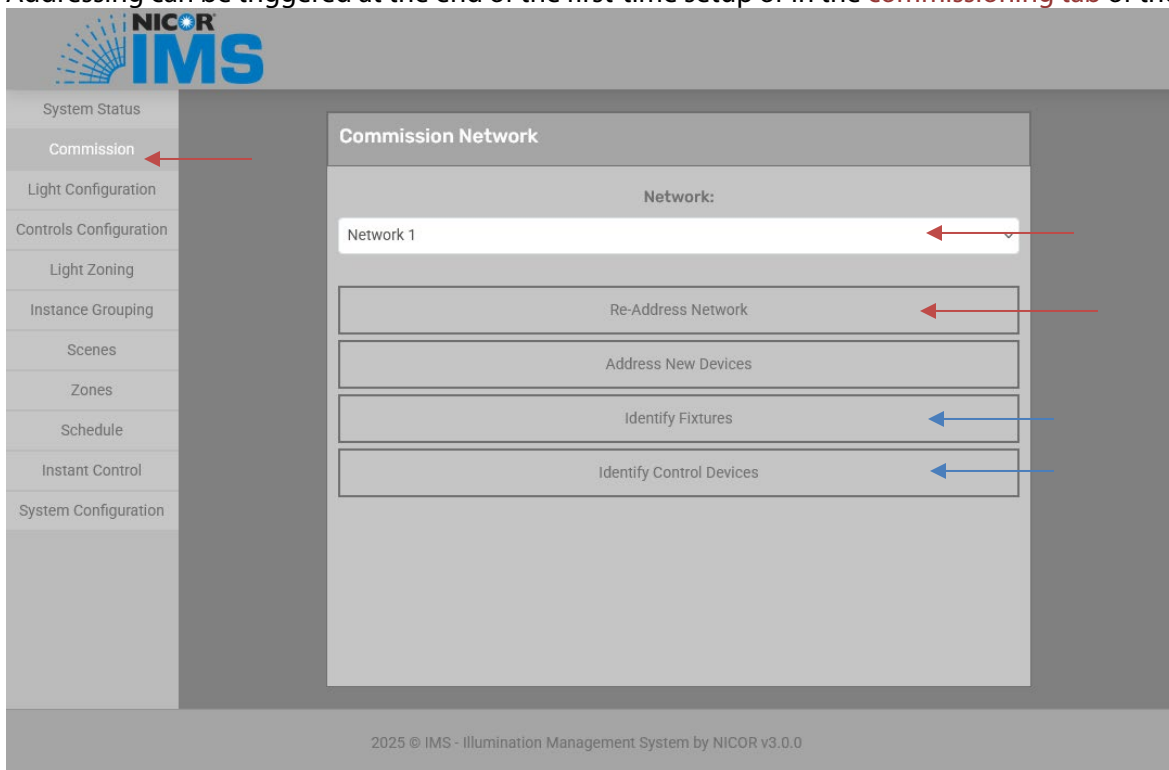 Addressing can be triggered at the end of the first-time setup or in the commissioning tab of the
NICOR
IMS
System Status
Commission
Light Configuration
Controls Configuration
Light Zoning
Instance Grouping
Scenes
Zones
Schedule
Instant Control
System Configuration
Commission Network
Network:
Network 1
Re-Address Network
Address New Devices
Identify Fixtures
Identify Control Devices
2025 © IMS - Illumination Management System by NICOR v3.0.0